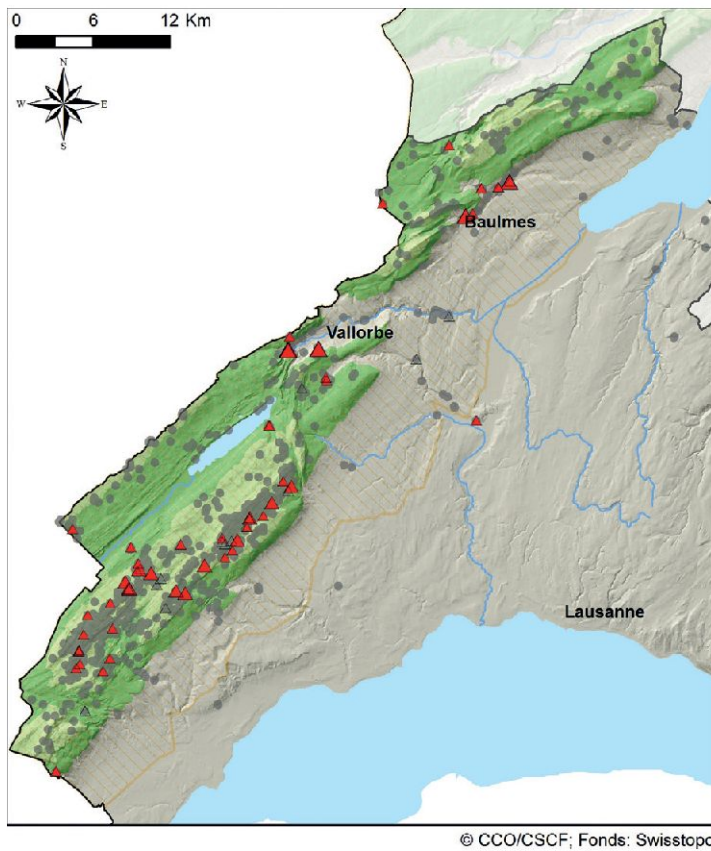 0 6 12 Km
N
W E
S
Baulmes
Vallorbe
Lausanne
© CCO/CSCF; Fonds: Swisstopo